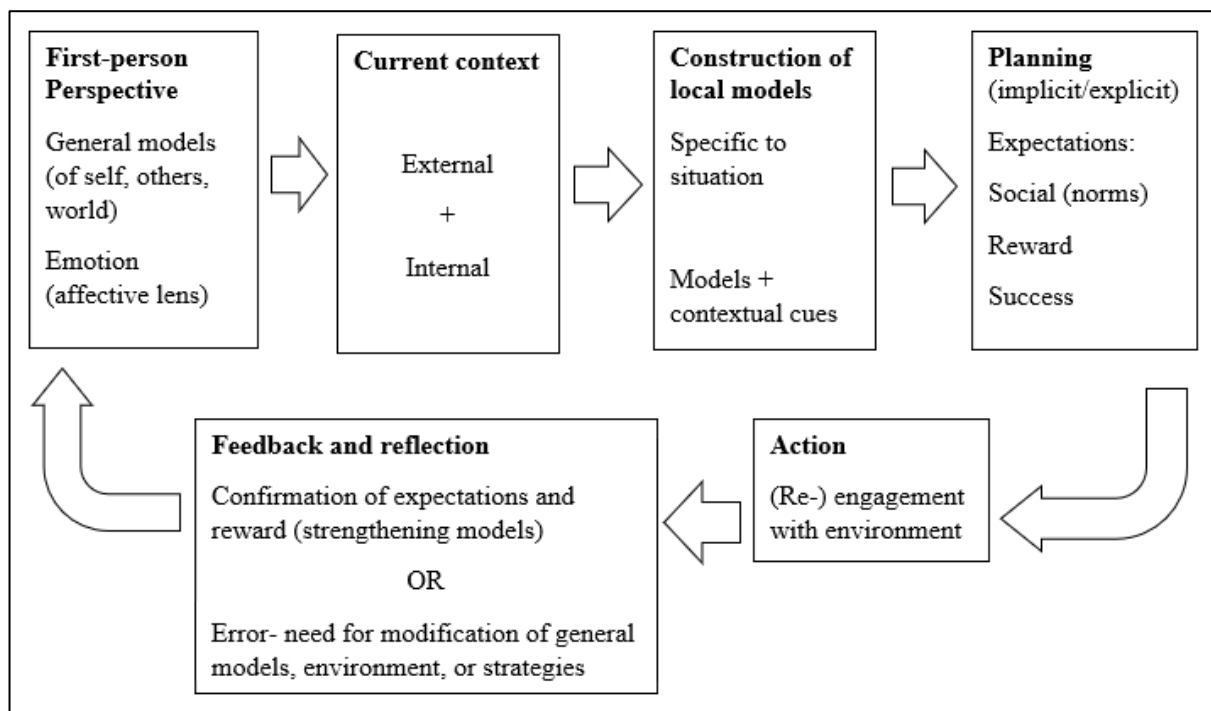 First-person
Perspective
General models
(of self, others,
world)
Emotion
(affective lens)
Current context
External
+
Internal
Construction of
local models
Specific to
situation
Models +
contextual cues
Planning
(implicit/explicit)
Expectations:
Social (norms)
Reward
Success
Action
(Re-) engagement
with environment
Feedback and reflection
Confirmation of expectations and
reward (strengthening models)
OR
Error- need for modification of general
models, environment, or strategies